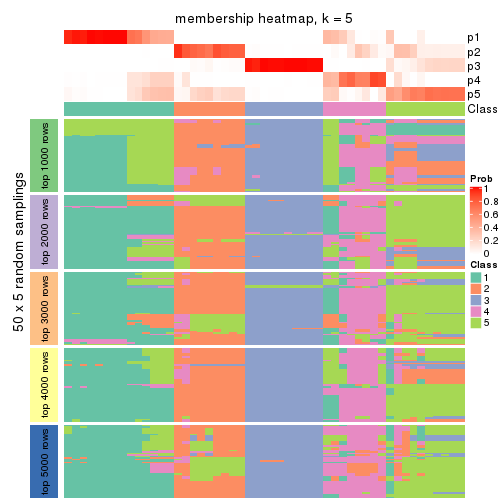 membership heatmap, k = 5
p1
p2
p3
p4
p5
Class
50 x 5 random samplings
top 1000 rows
top 2000 rows
top 3000 rows
top 4000 rows
top 5000 rows
Prob
1
0.8
0.6
0.4
0.2
0
Class
1
2
3
4
5